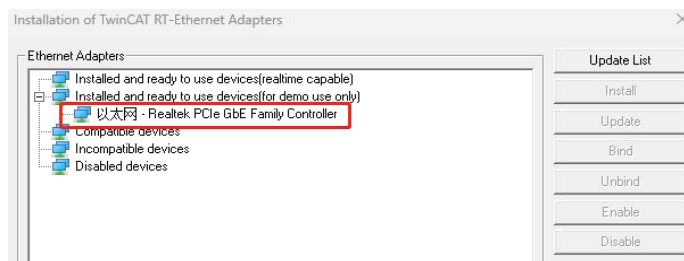 Installation of TwinCAT RT-Ethernet Adapters
Ethernet Adapters
Installed and ready to use devices(realtime capable)
Installed and ready to use devices(for demo use only)
以太网 - Realtek PCIe GbE Family Controller
Compatible devices
Incompatible devices
Disabled devices
Update List
Install
Update
Bind
Unbind
Enable
Disable